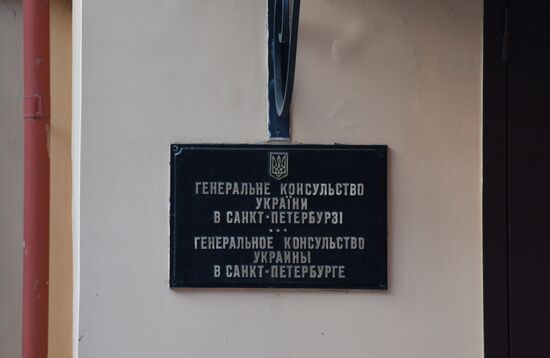 ГЕНЕРАЛЬНЕ КОНСУЛЬСТВО
УКРАЇНИ
В САНКТ-ПЕТЕРБУРЗІ
***
ГЕНЕРАЛЬНОЕ КОНСУЛЬСТВО
УКРАИНЫ
В САНКТ-ПЕТЕРБУРГЕ